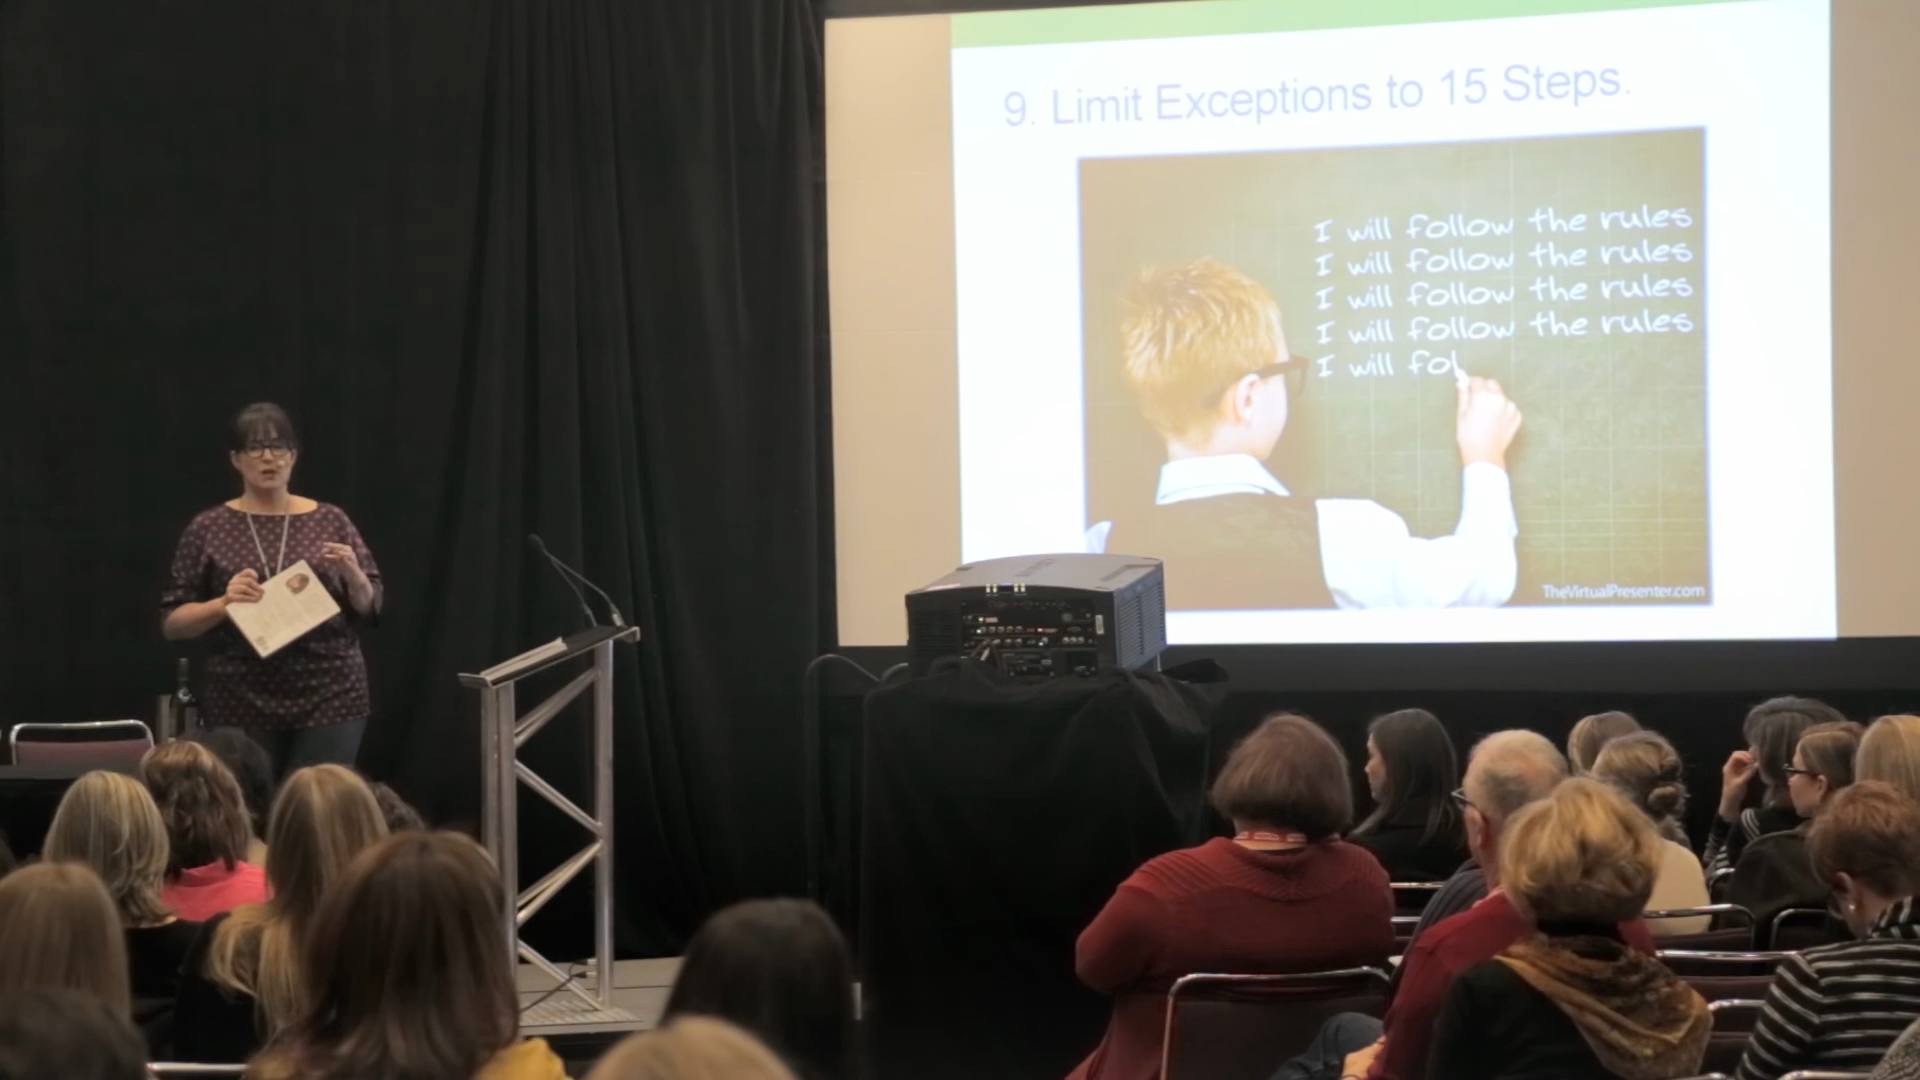 9. Limit Exceptions to 15 Steps.
I will follow the rules
I will follow the rules
I will follow the rules
I will follow the rules
I will fol
TheVirtualPresenter.com